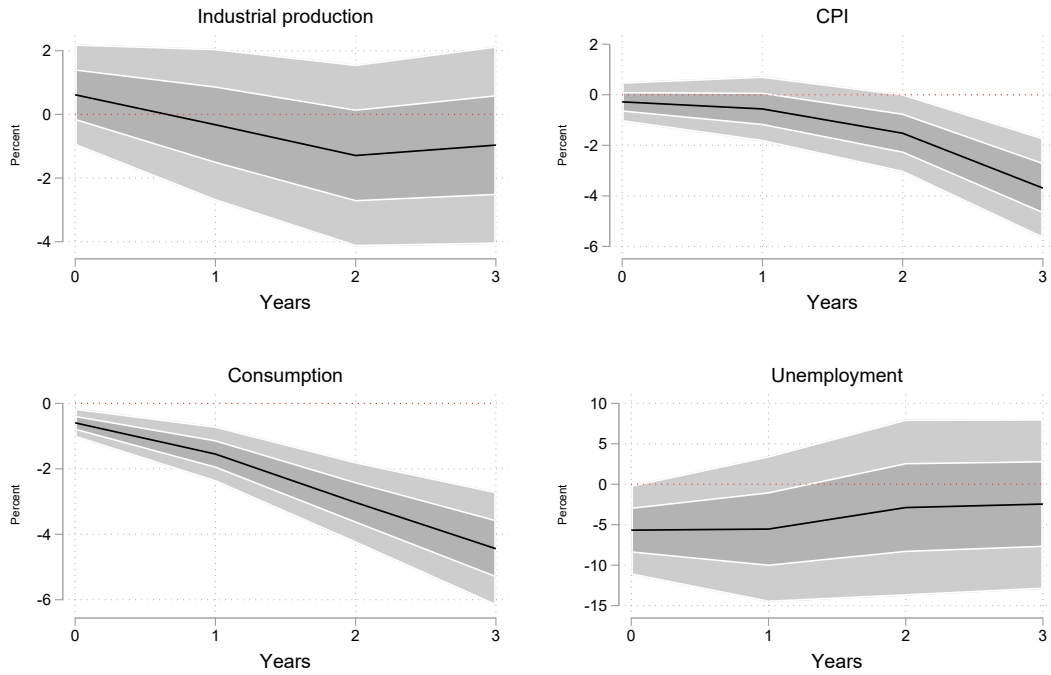 Industrial production
Percent
2
0
-2
-4
0 1 2 3
Years
CPI
Percent
2
0
-2
-4
-6
0 1 2 3
Years
Consumption
Percent
0
-2
-4
-6
0 1 2 3
Years
Unemployment
Percent
10
5
0
-5
-10
-15
0 1 2 3
Years